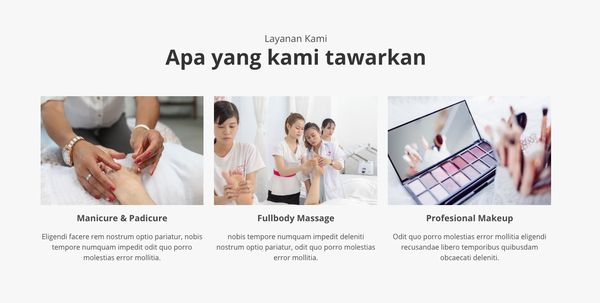 Layanan Kami
Apa yang kami tawarkan
Manicure & Padicure
Eligendi facere rem nostrum optio pariatur, nobis
tempore numquam impedit odit quo porro
molestias error mollitia.
Fullbody Massage
nobis tempore numquam impedit deleniti
nostrum optio pariatur, odit quo porro molestias
error mollitia.
Profesional Makeup
Odit quo porro molestias error mollitia eligendi
recusandae libero temporibus quibusdam
obcaecati deleniti.